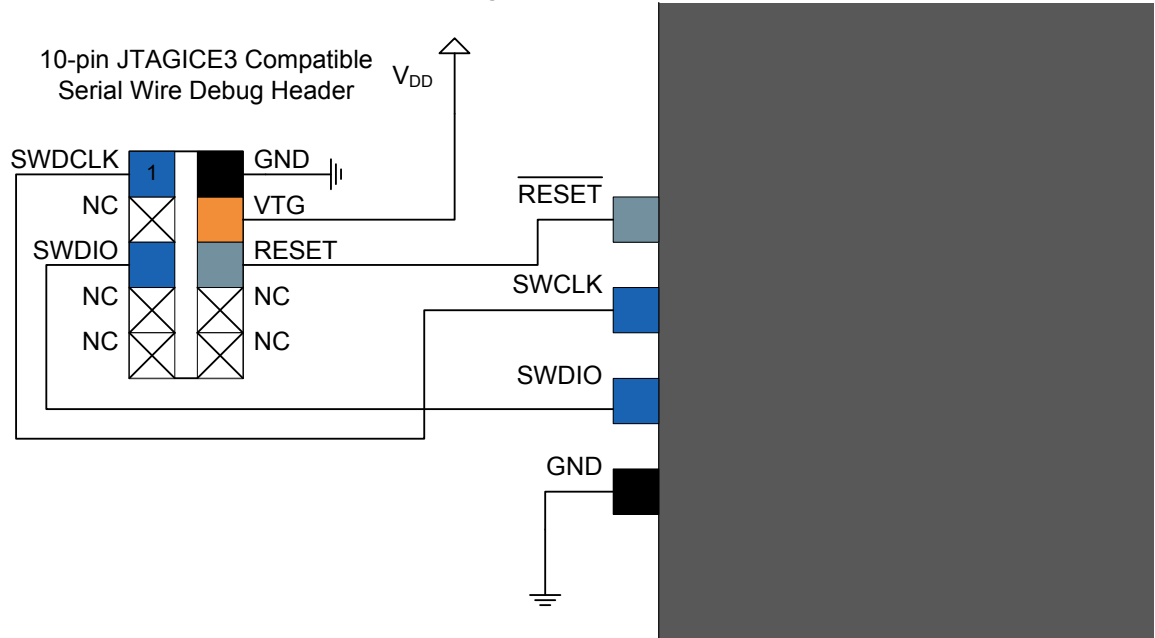 10-pin JTAGICE3 Compatible
Serial Wire Debug Header
VDD
SWDCLK
1
GND
NC
VTG
SWDIO
RESET
NC
NC
NC
NC
RESET
SWCLK
SWDIO
GND